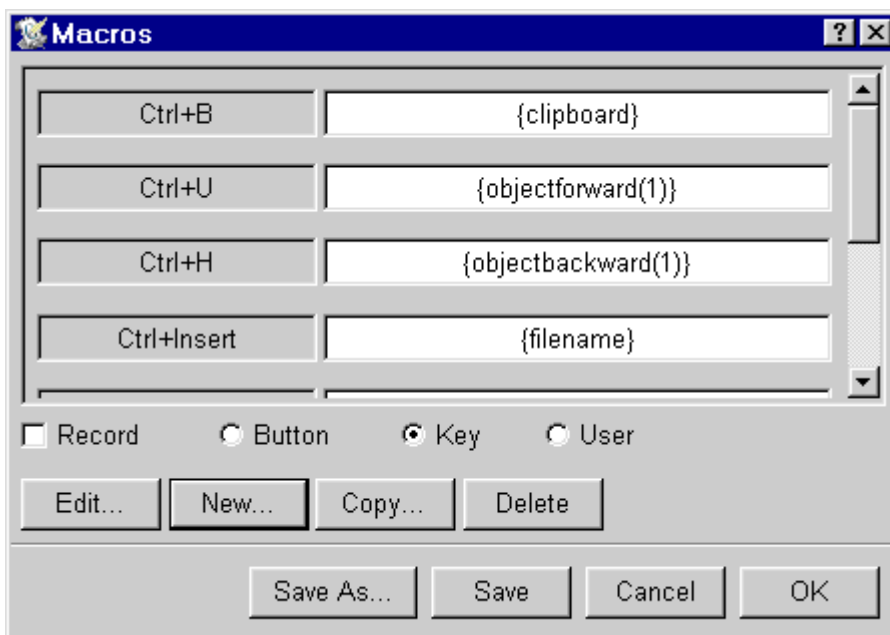 Macros
Ctrl+B {clipboard}
Ctrl+U {objectforward(1)}
Ctrl+H {objectbackward(1)}
Ctrl+Insert {filename}
Record Button Key User
Edit... New... Copy... Delete
Save As... Save Cancel OK